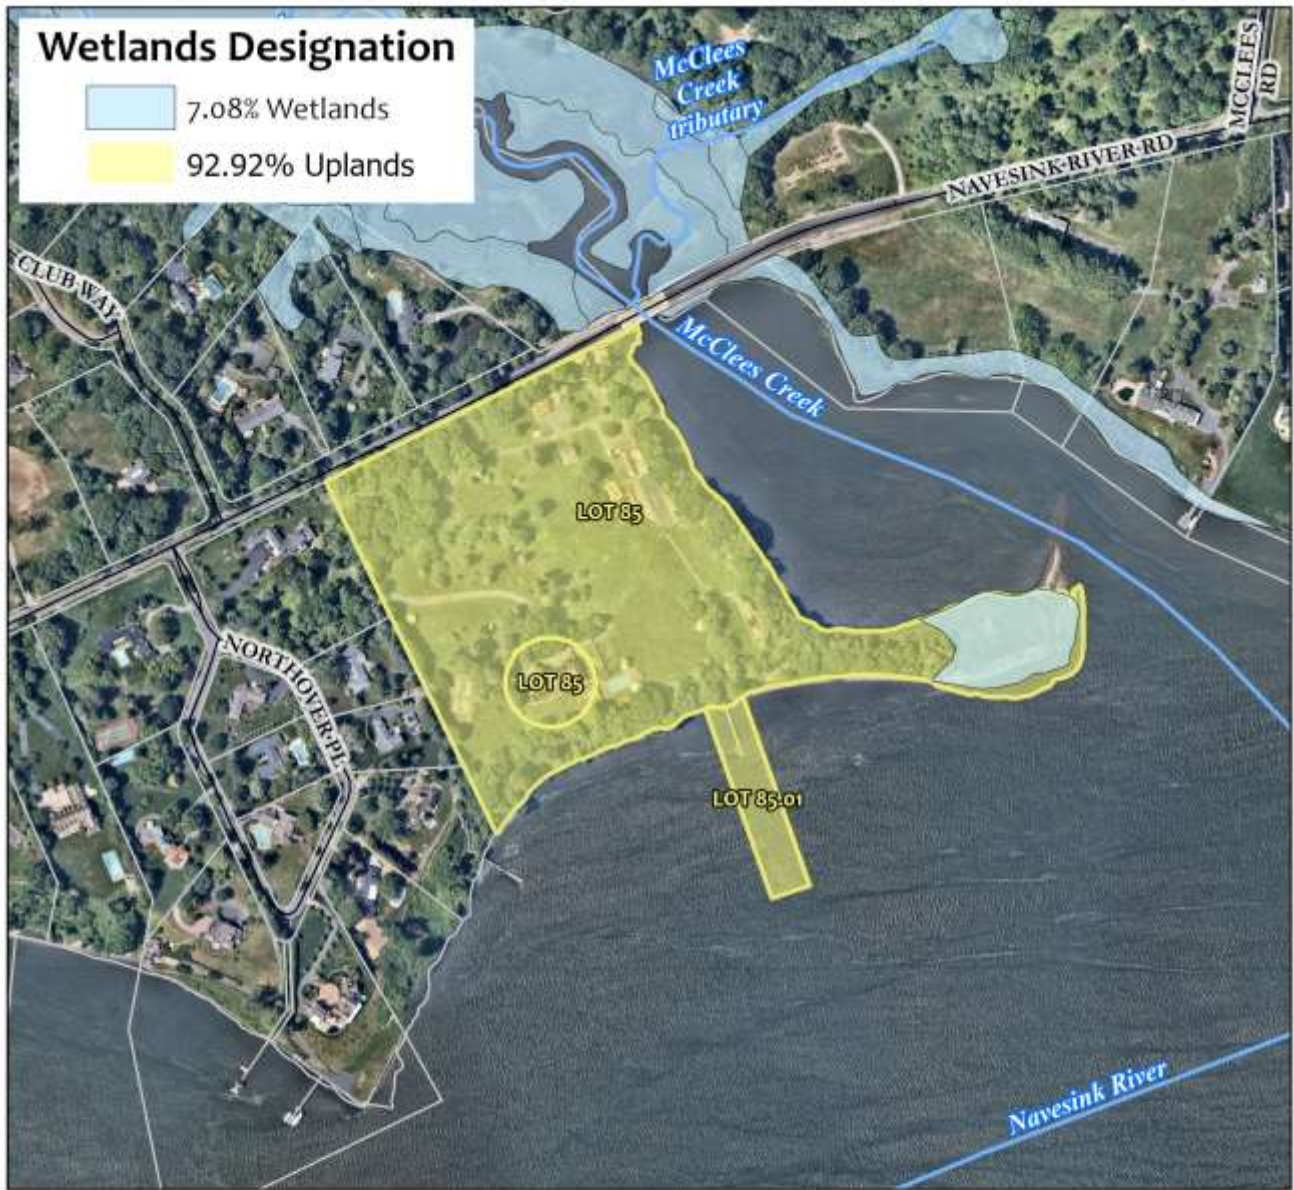 Wetlands Designation
7.08% Wetlands
92.92% Uplands
McClees
Creek
tributary
MCCLEES
RD
NAVESINK RIVER RD
CLUB WAY
McClees Creek
LOT 85
NORTHOVER PL
LOT 85
LOT 85.01
Navesink River